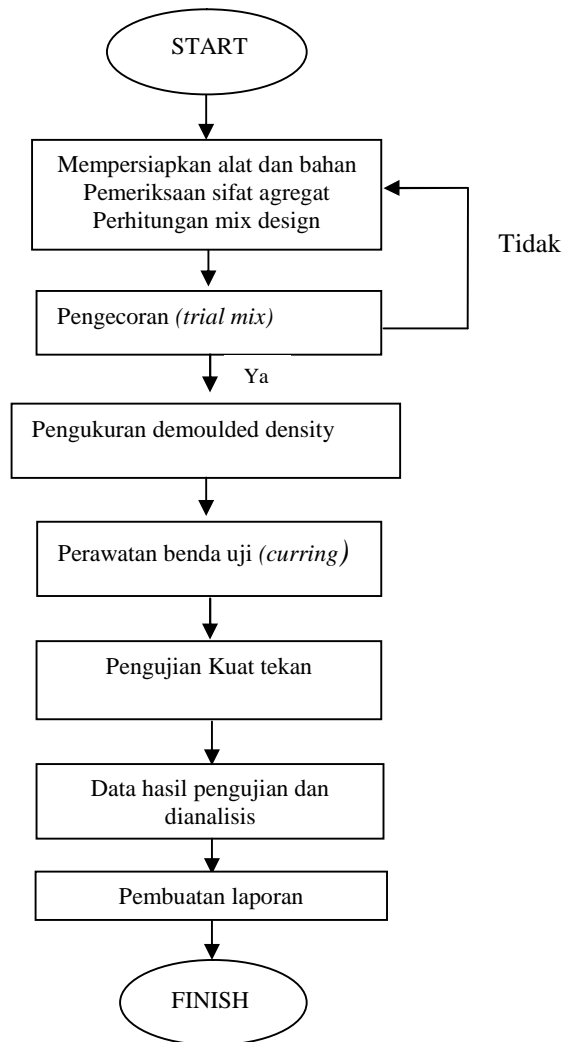 START
Mempersiapkan alat dan bahan
Pemeriksaan sifat agregat
Perhitungan mix design
Tidak
Pengecoran (trial mix)
Ya
Pengukuran demoulded density
Perawatan benda uji (curring)
Pengujian Kuat tekan
Data hasil pengujian dan
dianalisis
Pembuatan laporan
FINISH